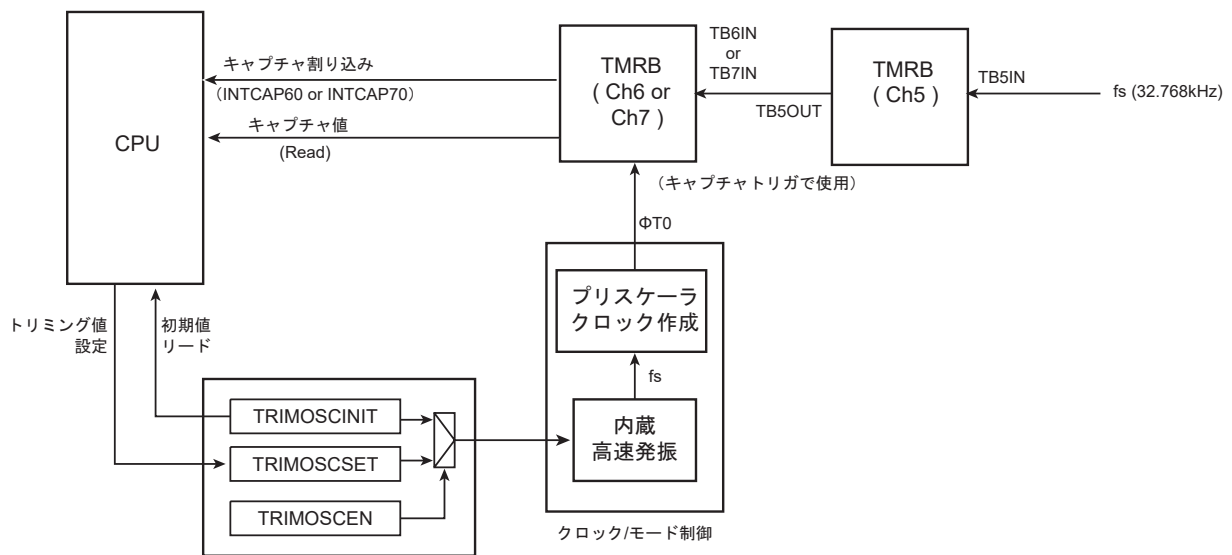 CPU
キャプチャ割り込み
(INTCAP60 or INTCAP70)
キャプチャ値
(Read)
TMRB
( Ch6 or
Ch7 )
TB6IN
or
TB7IN
TB5OUT
TMRB
( Ch5 )
TB5IN
fs (32.768kHz)
(キャプチャトリガで使用)
ΦT0
プリスケーラ
クロック作成
fs
内蔵
高速発振
クロック/モード制御
トリミング値
設定
初期値
リード
TRIMOSCINIT
TRIMOSCSET
TRIMOSCEN